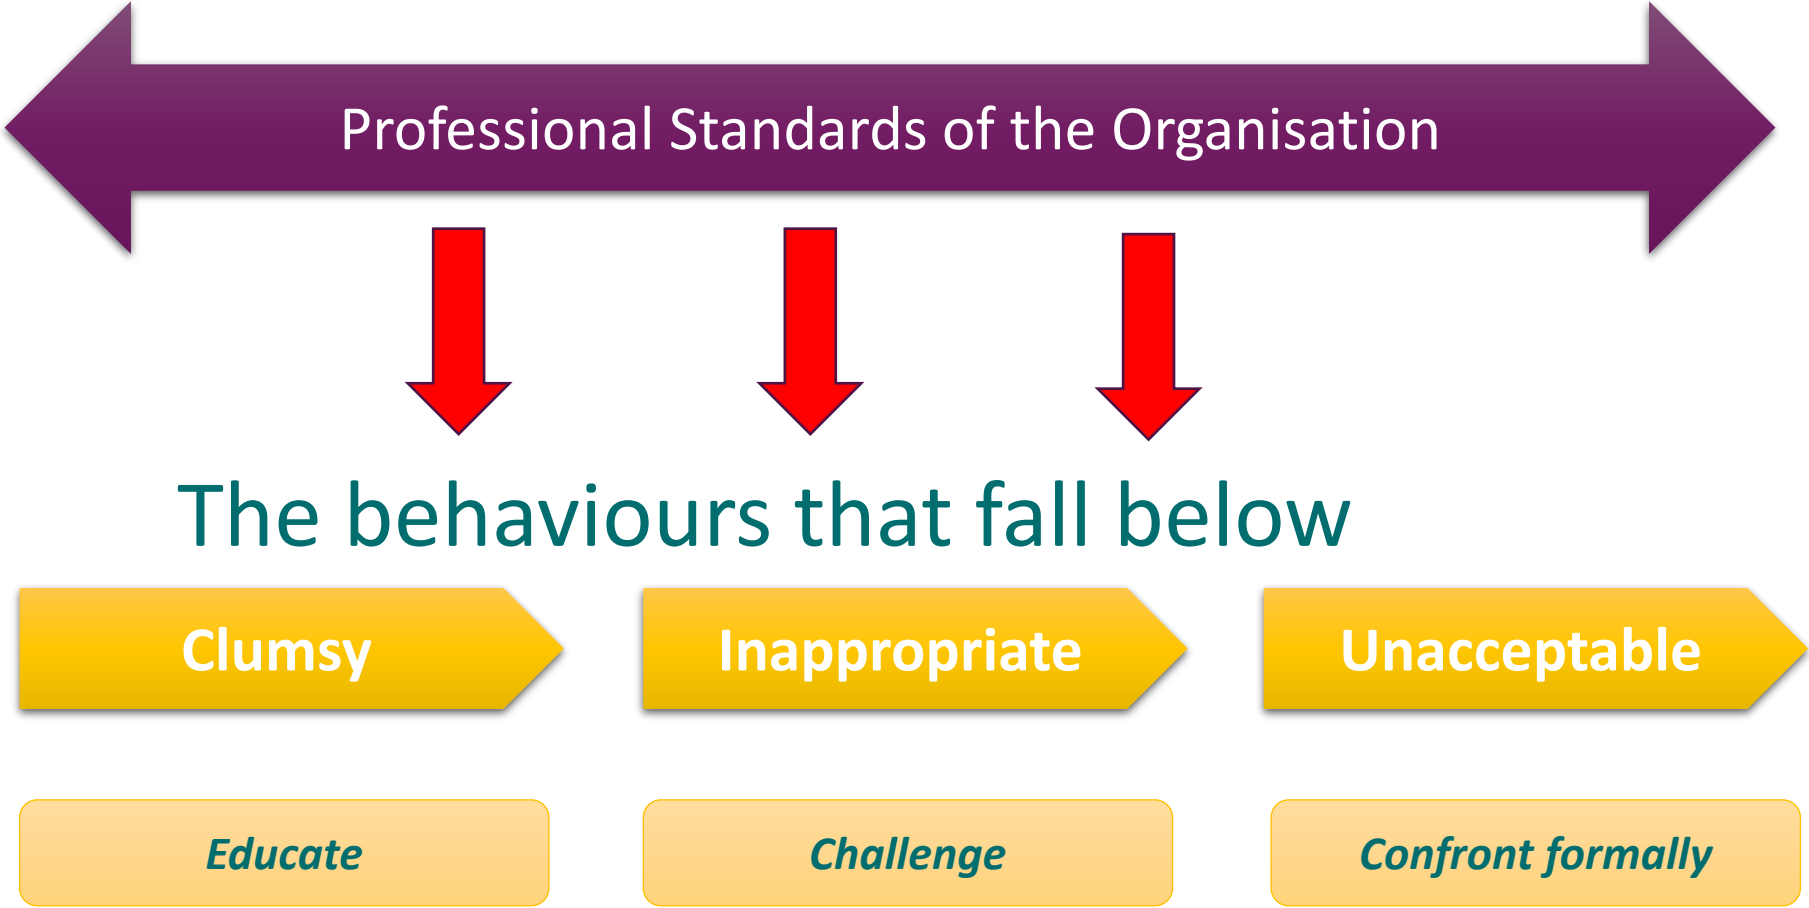 Professional Standards of the Organisation
The behaviours that fall below
Clumsy
Inappropriate
Unacceptable
Educate
Challenge
Confront formally